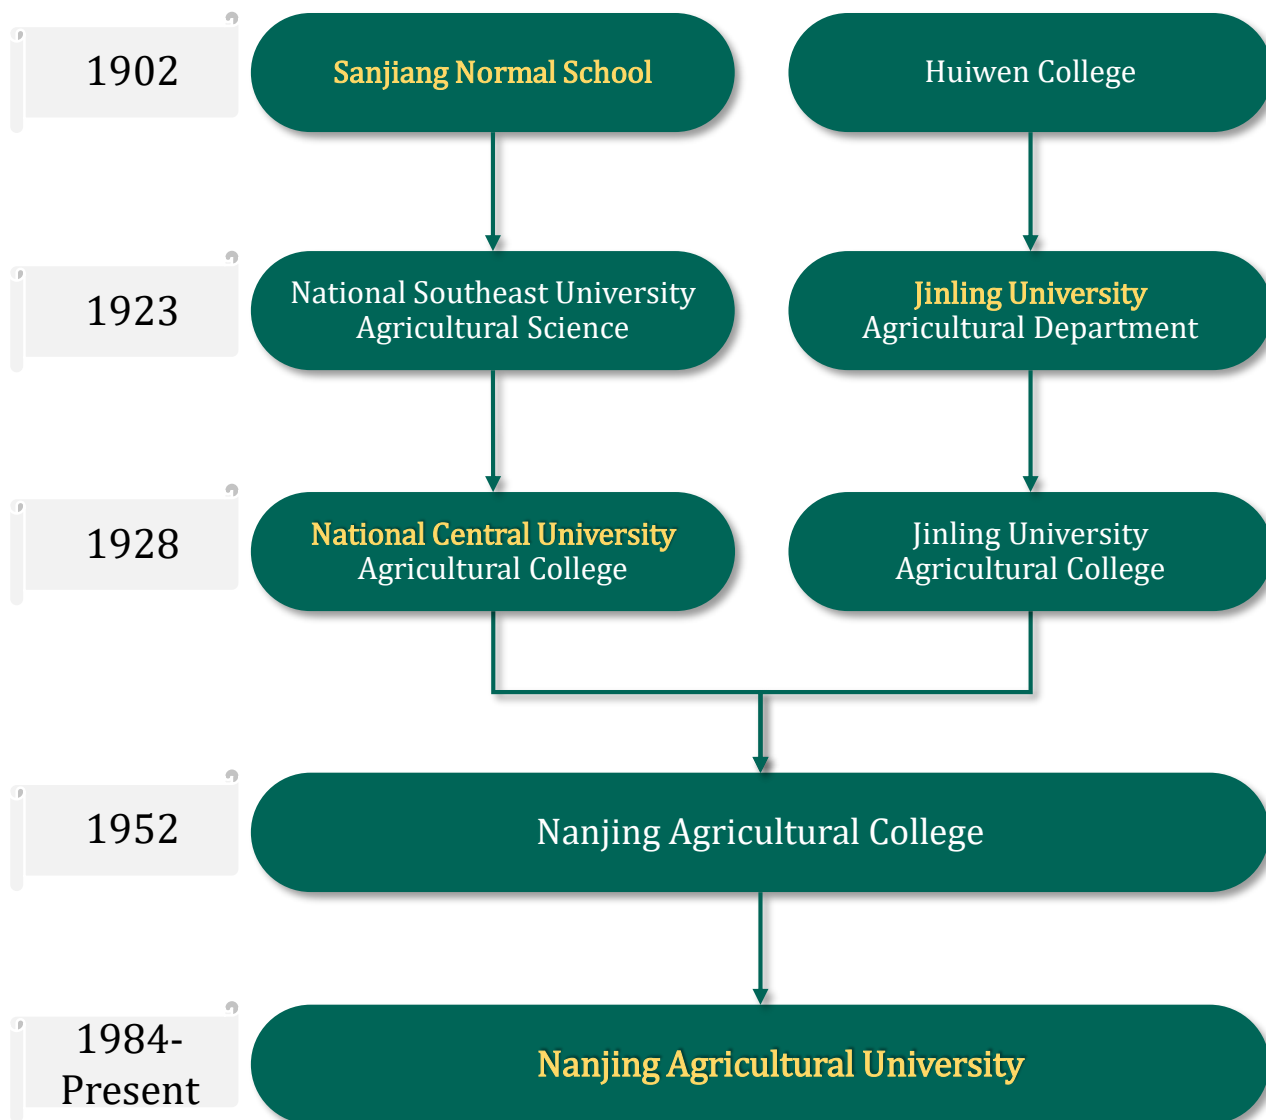 1902
Sanjiang Normal School
Huiwen College
1923
National Southeast University
Agricultural Science
Jinling University
Agricultural Department
1928
National Central University
Agricultural College
Jinling University
Agricultural College
1952
Nanjing Agricultural College
1984-
Present
Nanjing Agricultural University